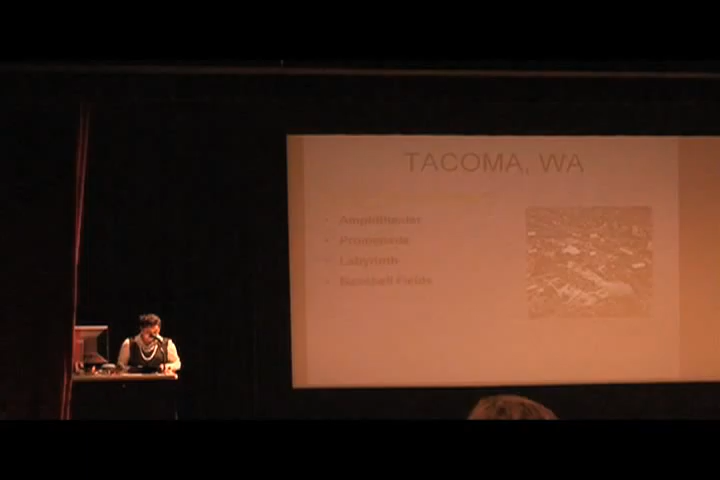 TACOMA, WA
• Amphitheater
• Promenade
• Labyrinth
• Baseball Fields